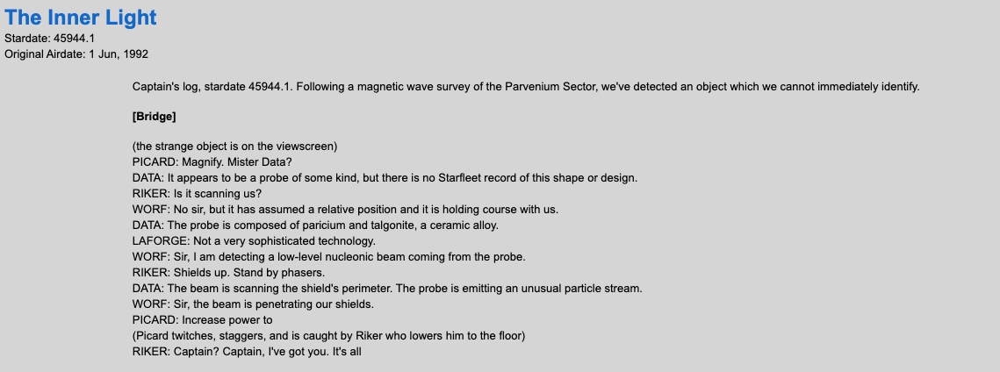 The Inner Light
Stardate: 45944.1
Original Airdate: 1 Jun, 1992
Captain's log, stardate 45944.1. Following a magnetic wave survey of the Parvenium Sector, we've detected an object which we cannot immediately identify.
[Bridge]
(the strange object is on the viewscreen)
PICARD: Magnify. Mister Data?
DATA: It appears to be a probe of some kind, but there is no Starfleet record of this shape or design.
RIKER: Is it scanning us?
WORF: No sir, but it has assumed a relative position and it is holding course with us.
DATA: The probe is composed of paricium and talgonite, a ceramic alloy.
LAFORGE: Not a very sophisticated technology.
WORF: Sir, I am detecting a low-level nucleonic beam coming from the probe.
RIKER: Shields up. Stand by phasers.
DATA: The beam is scanning the shield's perimeter. The probe is emitting an unusual particle stream.
WORF: Sir, the beam is penetrating our shields.
PICARD: Increase power to
(Picard twitches, staggers, and is caught by Riker who lowers him to the floor)
RIKER: Captain? Captain, I've got you. It's all